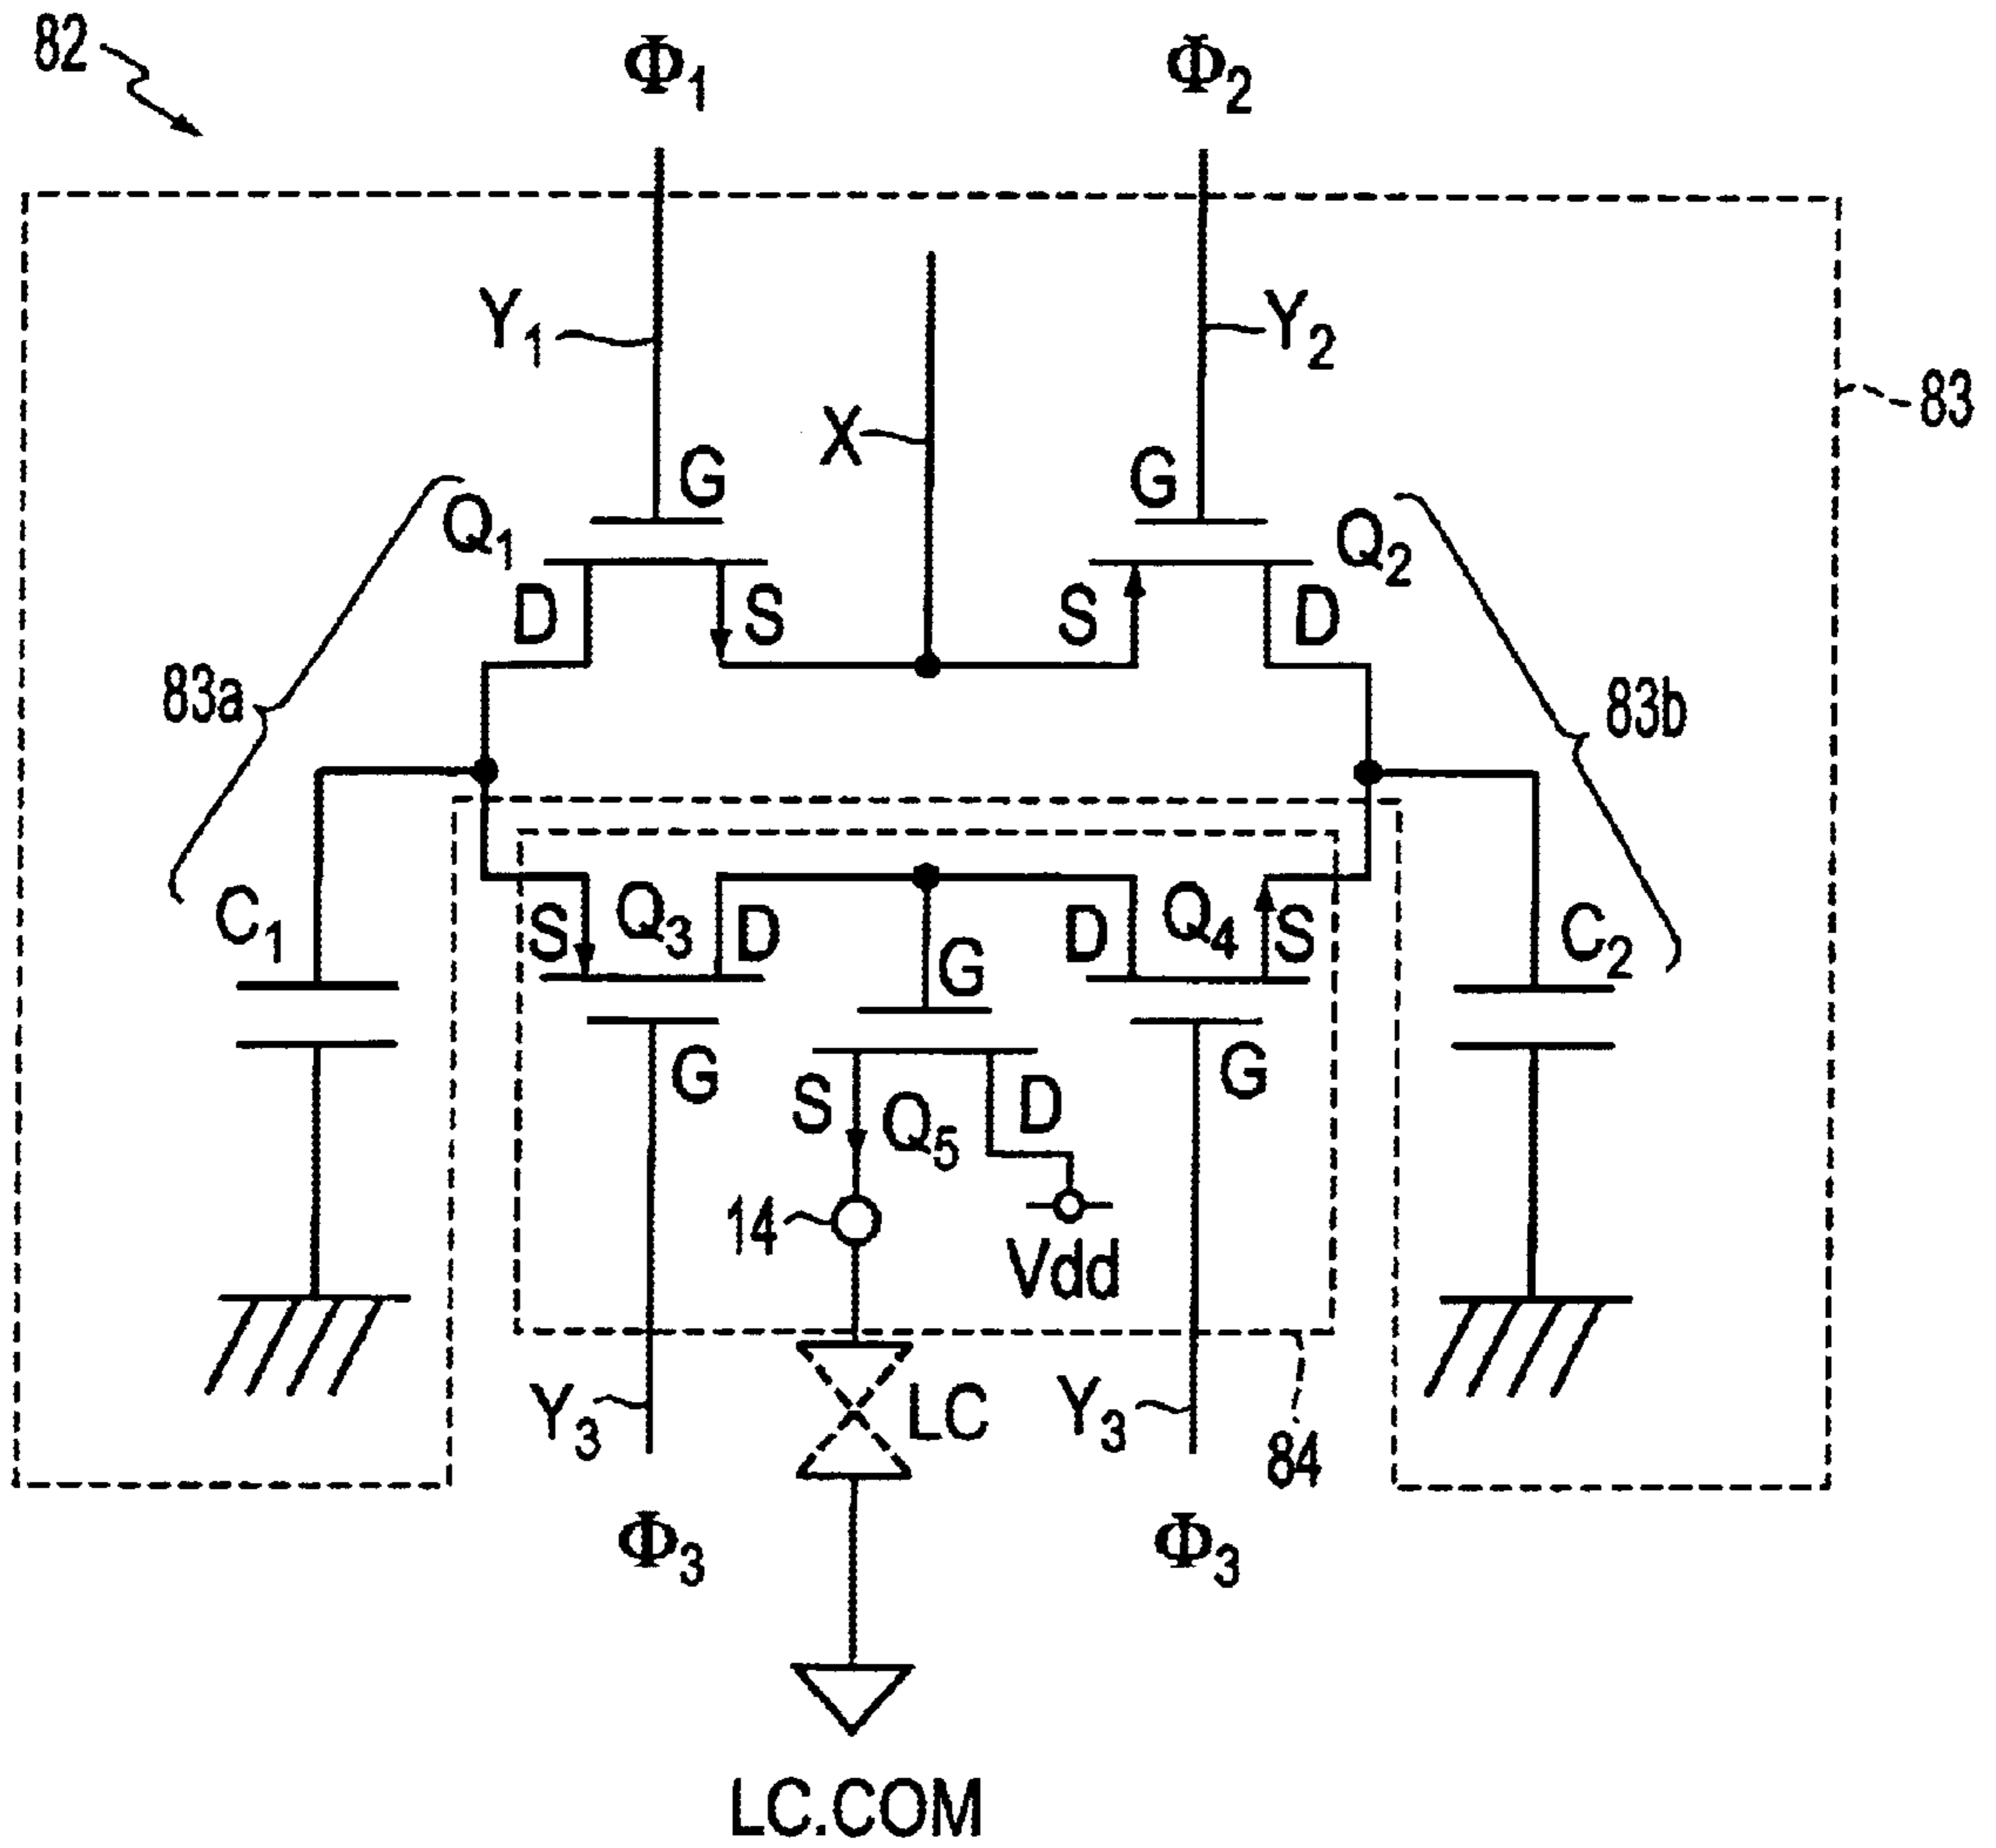 82
Φ1
Φ2
Y1
Y2
83
X
G
G
Q1
Q2
D
S
S
D
83a
83b
C1
S
Q3
D
D
Q4
S
C2
G
G
G
S
Q5
D
14
Vdd
Y3
LC
Y3
84
Φ3
Φ3
LC.COM